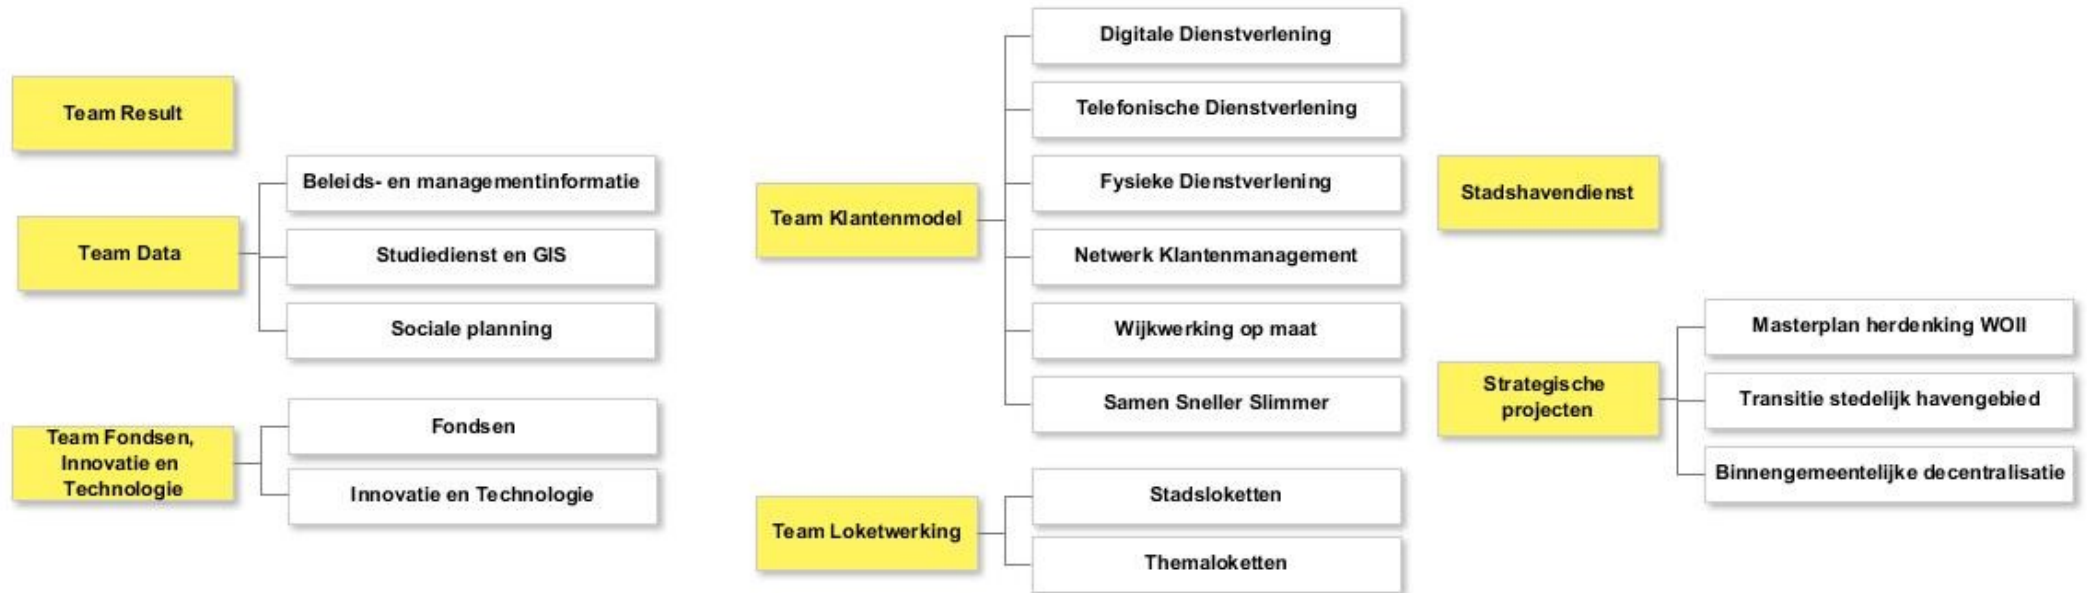 Team Result
Team Data
Beleids- en managementinformatie
Studiedienst en GIS
Sociale planning
Team Fondsen,
Innovatie en
Technologie
Fondsen
Innovatie en Technologie
Team Klantenmodel
Digitale Dienstverlening
Telefonische Dienstverlening
Fysieke Dienstverlening
Netwerk Klantenmanagement
Wijkwerking op maat
Samen Sneller Slimmer
Team Loketwerking
Stadsloketten
Themaloketten
Stadshavendienst
Strategische
projecten
Masterplan herdenking WOII
Transitie stedelijk havengebied
Binnengemeentelijke decentralisatie